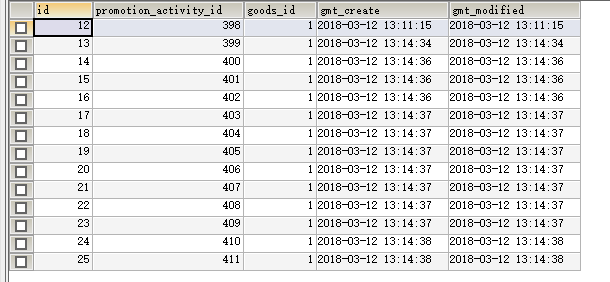 id promotion_activity_id goods_id gmt_create gmt_modified
12 398 1 2018-03-12 13:11:15 2018-03-12 13:11:15
13 399 1 2018-03-12 13:14:34 2018-03-12 13:14:34
14 400 1 2018-03-12 13:14:36 2018-03-12 13:14:36
15 401 1 2018-03-12 13:14:36 2018-03-12 13:14:36
16 402 1 2018-03-12 13:14:36 2018-03-12 13:14:36
17 403 1 2018-03-12 13:14:37 2018-03-12 13:14:37
18 404 1 2018-03-12 13:14:37 2018-03-12 13:14:37
19 405 1 2018-03-12 13:14:37 2018-03-12 13:14:37
20 406 1 2018-03-12 13:14:37 2018-03-12 13:14:37
21 407 1 2018-03-12 13:14:37 2018-03-12 13:14:37
22 408 1 2018-03-12 13:14:37 2018-03-12 13:14:37
23 409 1 2018-03-12 13:14:37 2018-03-12 13:14:37
24 410 1 2018-03-12 13:14:38 2018-03-12 13:14:38
25 411 1 2018-03-12 13:14:38 2018-03-12 13:14:38